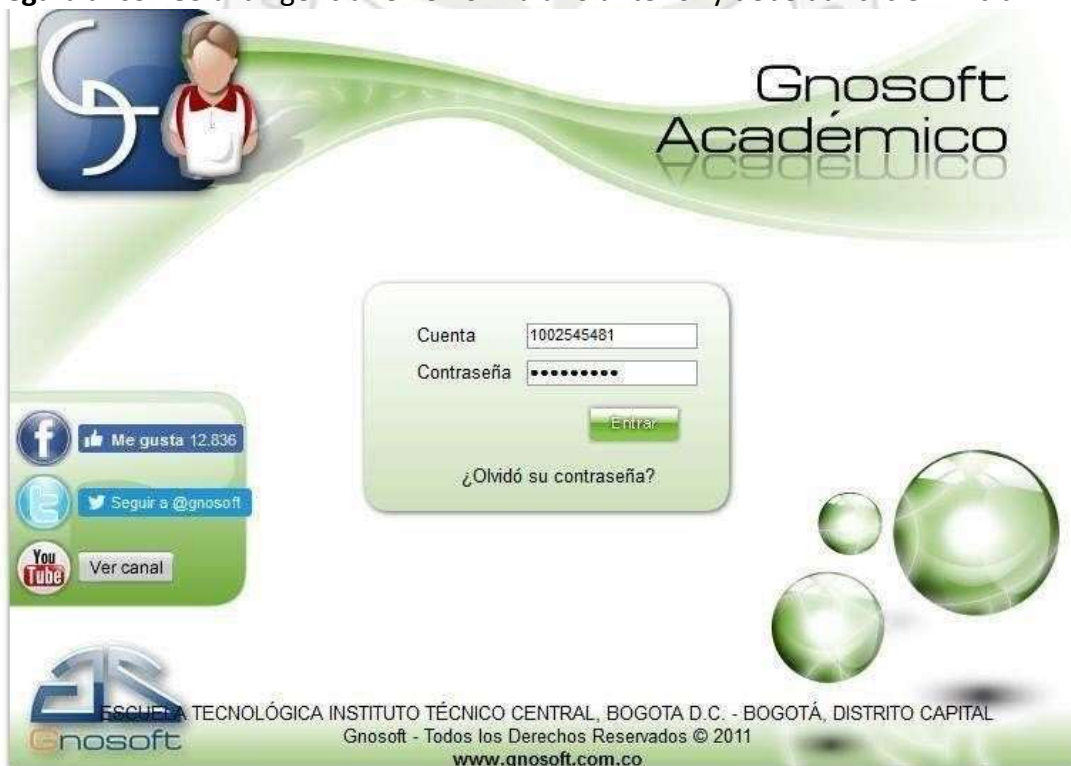 Gnosoft
Académico
Cuenta 1002545481
Contraseña •••••••••
Entrar
¿Olvidó su contraseña?
Me gusta 12.836
Seguir a @gnosoft
You
Tube
Ver canal
ESCUELA TECNOLÓGICA INSTITUTO TÉCNICO CENTRAL, BOGOTA D.C. - BOGOTÁ, DISTRITO CAPITAL
Gnosoft
Gnosoft - Todos los Derechos Reservados © 2011
www.gnosoft.com.co